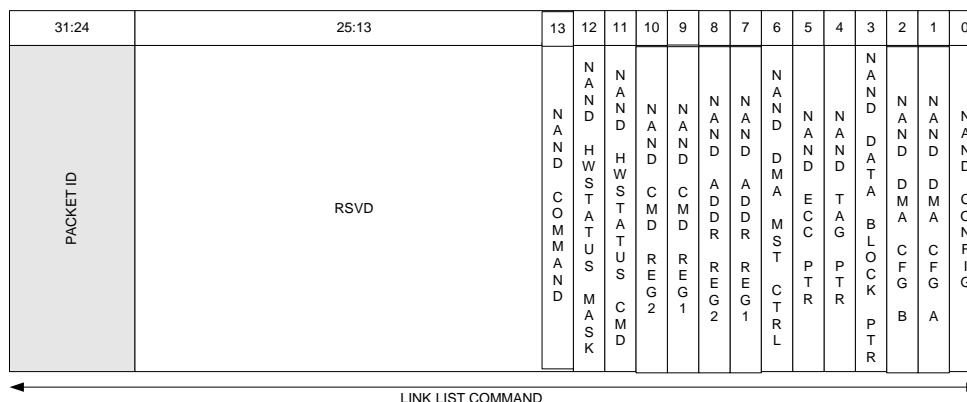 31:24 25:13 13 12 11 10 9 8 7 6 5 4 3 2 1 0
PACKET ID
RSVD
NAND COMMAND
NAND HWSTATUS MASK
NAND HWSTATUS CMD
NAND CMD REG2
NAND CMD REG1
NAND ADDR REG2
NAND ADDR REG1
NAND DMA MST CTRL
NAND ECC PTR
NAND TAG PTR
NAND DATA BLOCK PTR
NAND DMA CFG B
NAND DMA CFG A
NAND CONFIG
LINK LIST COMMAND